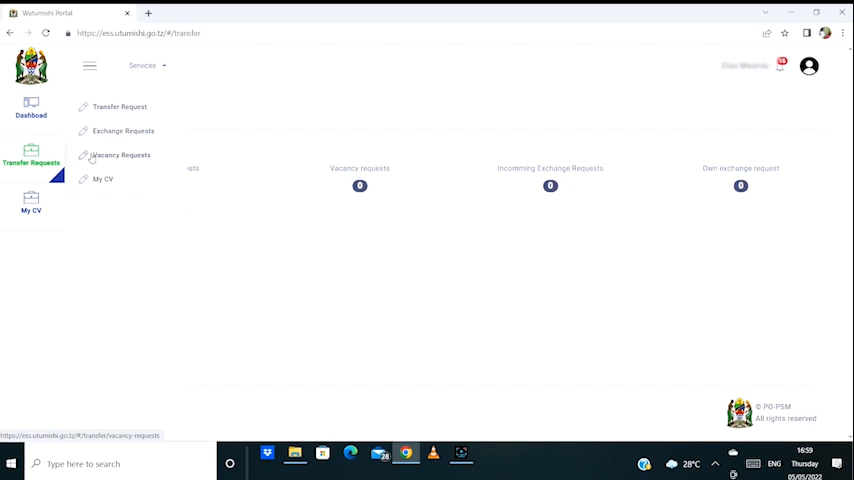 Watumishi Portal
https://ess.utumishi.go.tz/#/transfer
Services
98
Dashboad
Transfer Requests
My CV
Transfer Request
Exchange Requests
Vacancy Requests
My CV
ests
Vacancy requests
0
Incomming Exchange Requests
0
Own exchange request
0
© PO-PSM
All rights reserved
https://ess.utumishi.go.tz/#/transfer/vacancy-requests
Type here to search
28
28°C
ENG
16:59
Thursday
05/05/2022